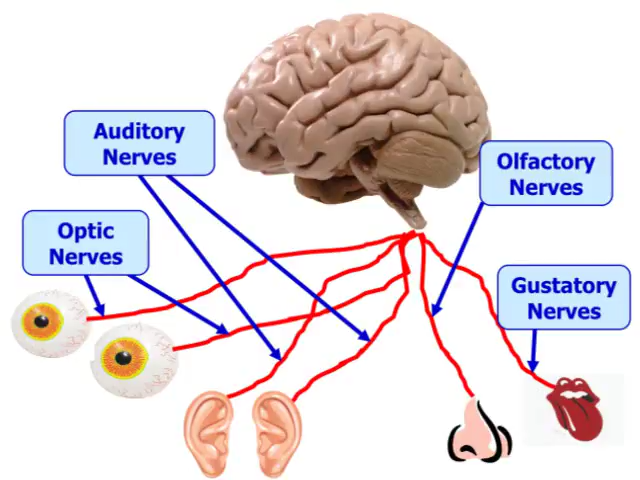 Auditory
Nerves
Olfactory
Nerves
Optic
Nerves
Gustatory
Nerves